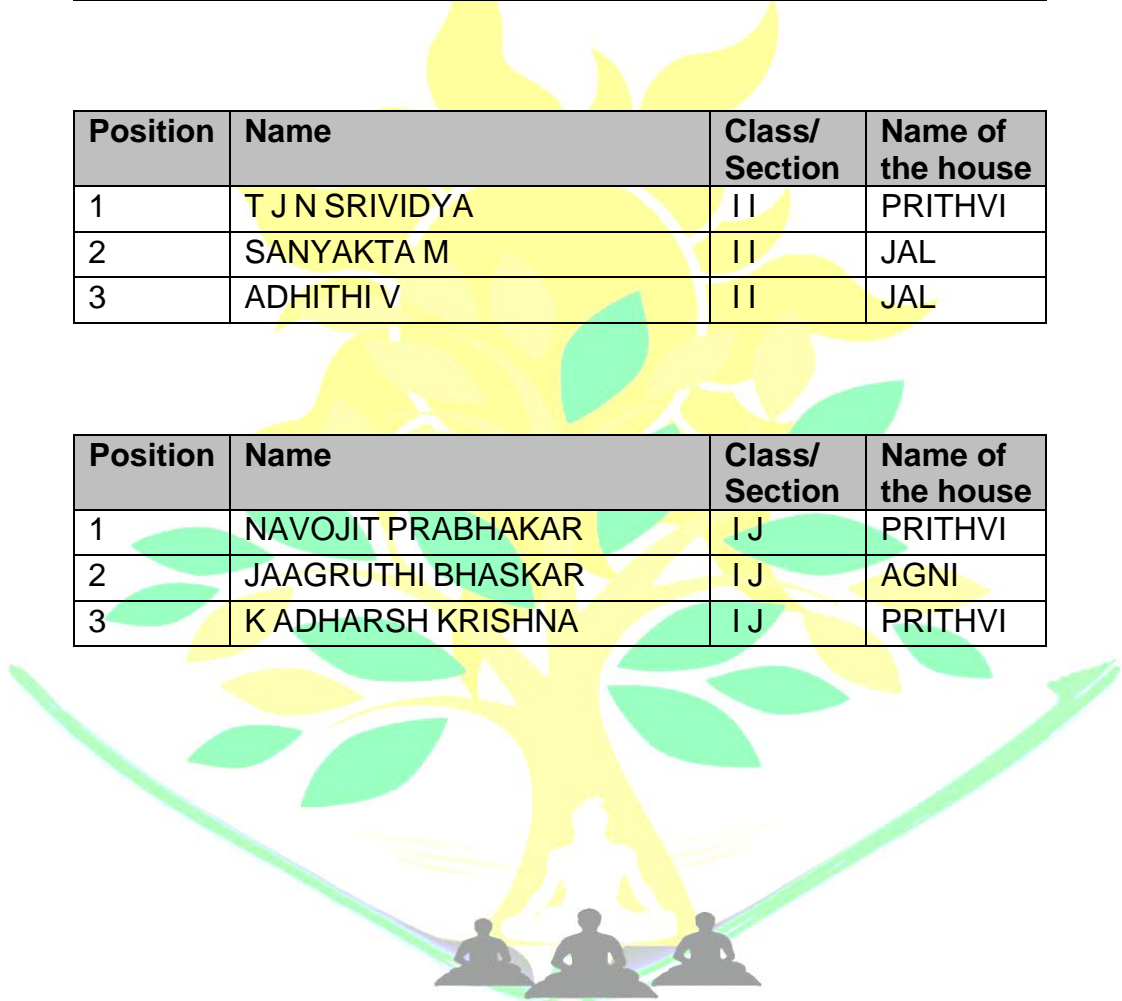 Position Name Class/ Section Name of the house
1 T J N SRIVIDYA I I PRITHVI
2 SANYAKTA M I I JAL
3 ADHITHI V I I JAL
Position Name Class/ Section Name of the house
1 NAVOJIT PRABHAKAR I J PRITHVI
2 JAAGRUTHI BHASKAR I J AGNI
3 K ADHARSH KRISHNA I J PRITHVI